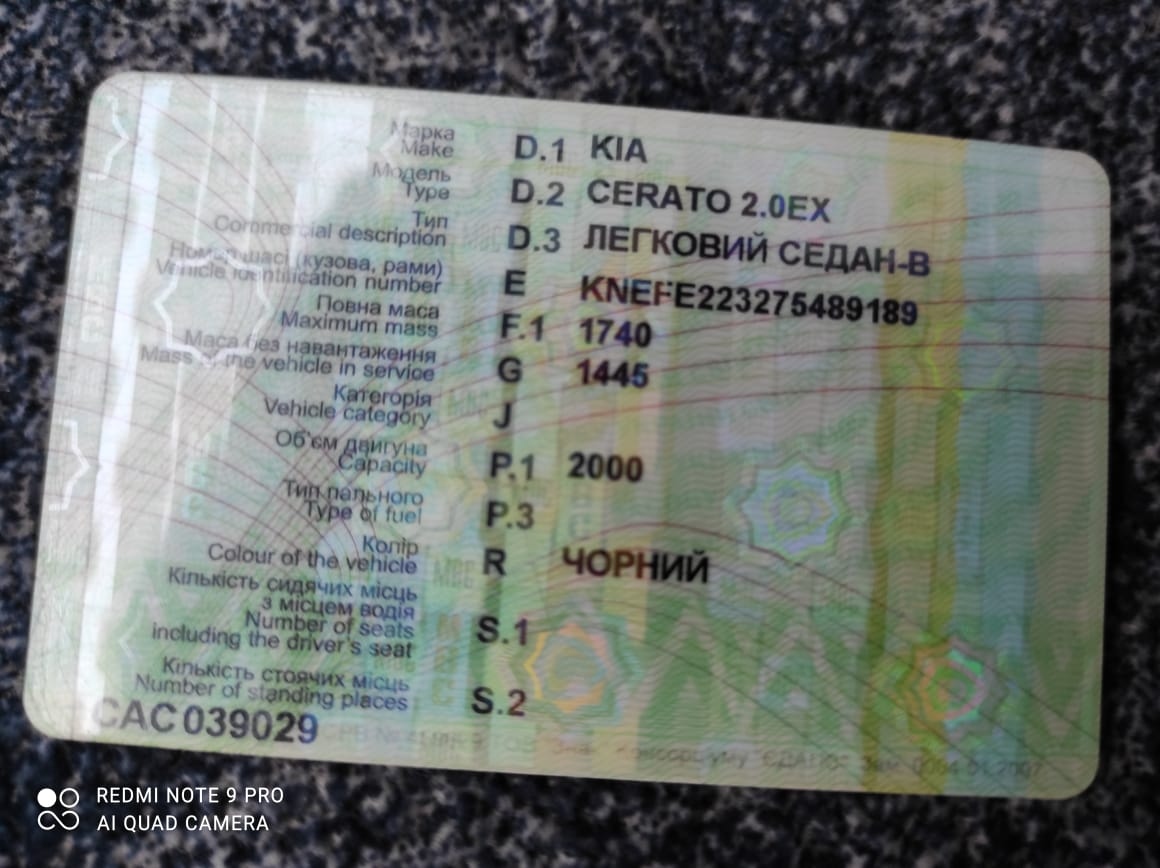 Марка
Make D.1 KIA
Модель
Type D.2 CERATO 2.0EX
Тип
Commercial description D.3 ЛЕГКОВИЙ СЕДАН-В
Номер шасі (кузова, рами)
Vehicle identification number E KNEFE223275489189
Повна маса
Maximum mass F.1 1740
Маса без навантаження
Mass of the vehicle in service G 1445
Категорія
Vehicle category J
Об'єм двигуна
Capacity P.1 2000
Тип пального
Type of fuel P.3
Колір
Colour of the vehicle R ЧОРНИЙ
Кількість сидячих місць
з місцем водія
Number of seats
including the driver's seat S.1
Кількість стоячих місць
Number of standing places S.2
САС039029
REDMI NOTE 9 PRO
AI QUAD CAMERA